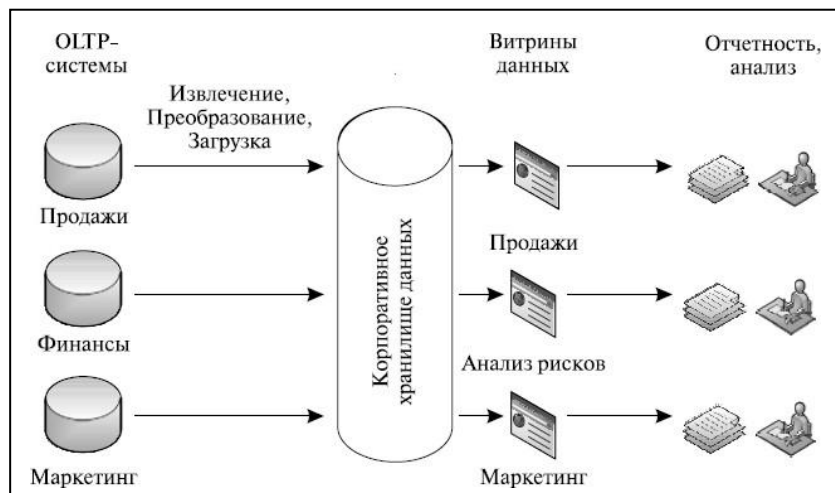 OLTP-
системы
Витрины
данных
Отчетность,
анализ
Извлечение,
Преобразование,
Загрузка
Продажи
Финансы
Маркетинг
Корпоративное
хранилище данных
Продажи
Анализ рисков
Маркетинг